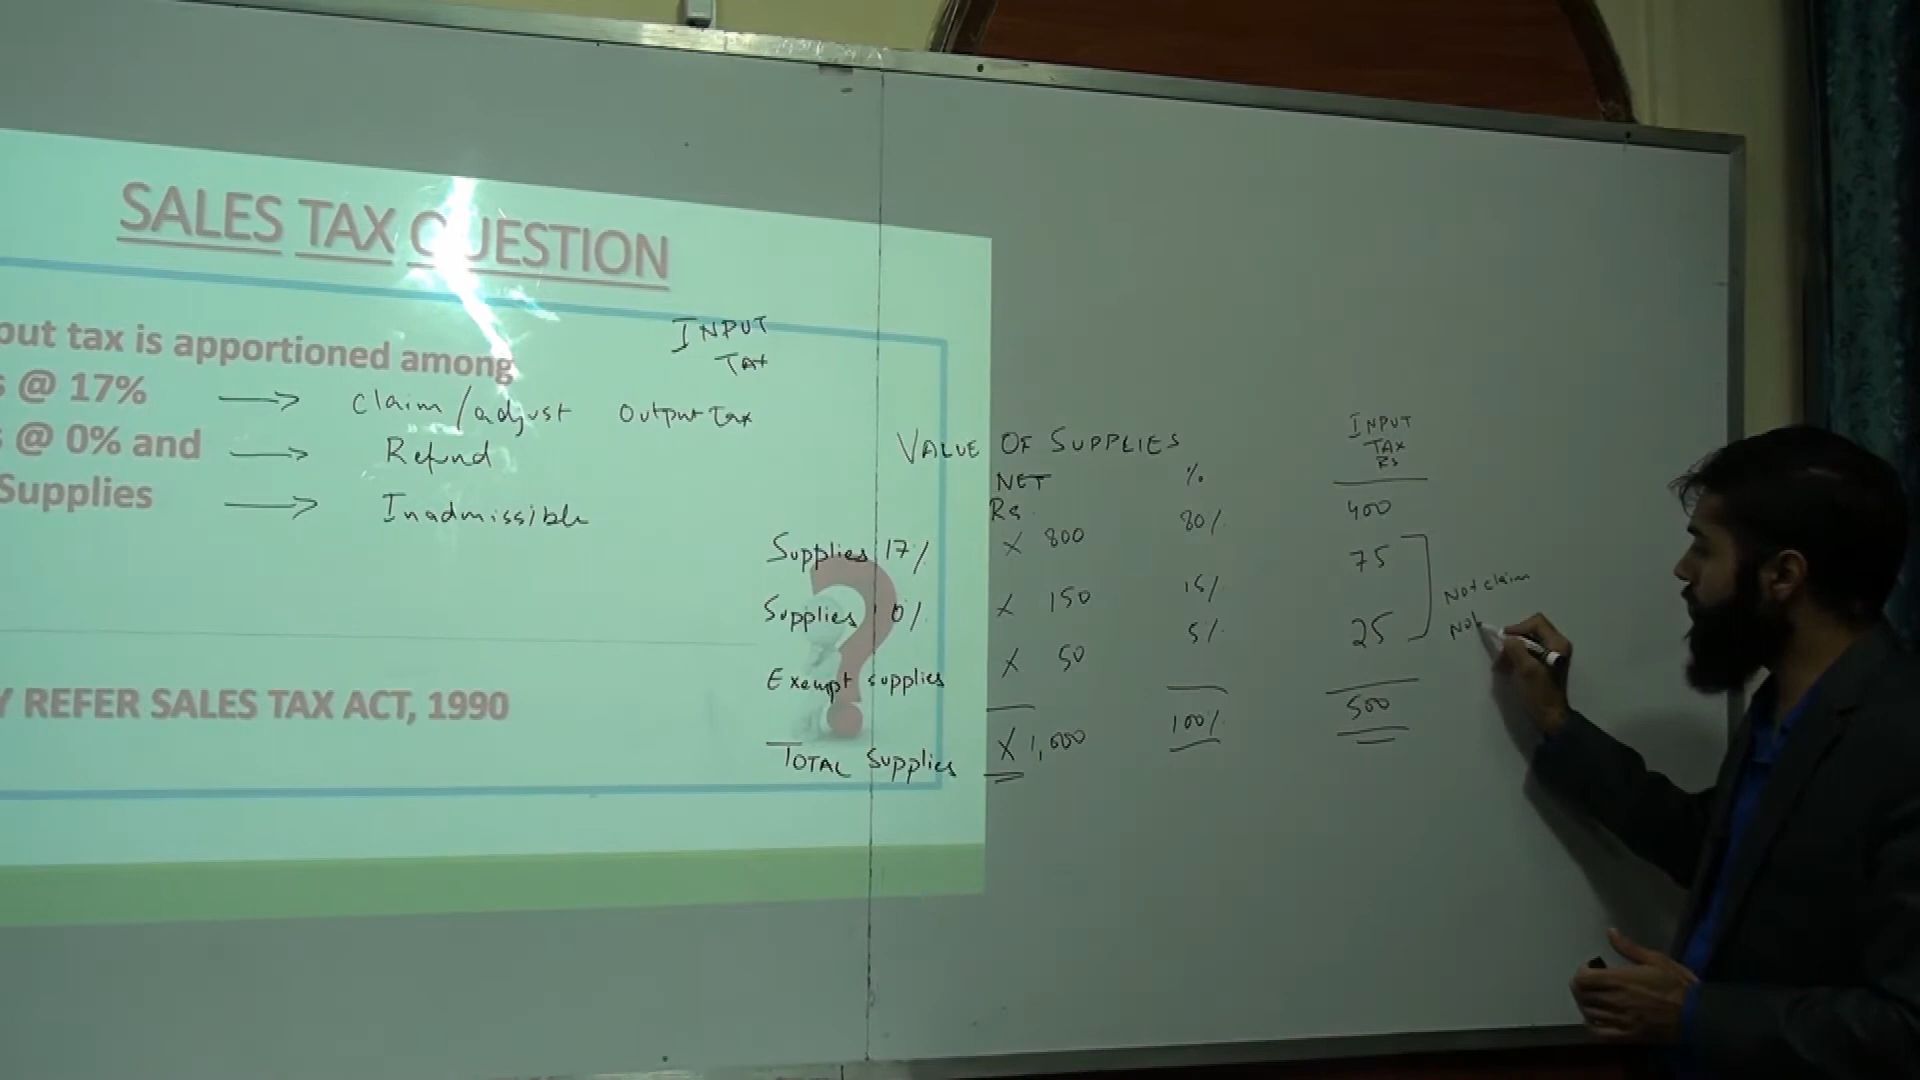 SALES TAX QUESTION
put tax is apportioned among
s @ 17% → Claim/adjust Output Tax
s @ 0% and → Refund
Supplies → Inadmissible
Y REFER SALES TAX ACT, 1990
INPUT
TAX
VALUE OF SUPPLIES
NET % INPUT TAX Rs
Rs.
Supplies 17% X 800 80% 400
Supplies 0% X 150 15% 75
Exempt supplies X 50 5% 25
Not claim
Not
TOTAL Supplies X 1,000 100% 500